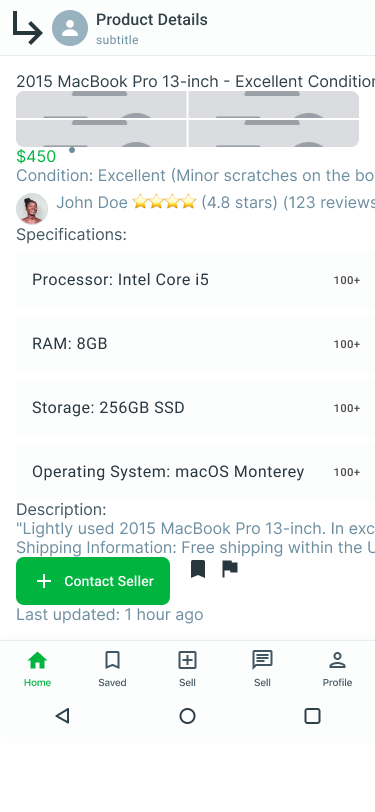 Product Details
subtitle
2015 MacBook Pro 13-inch - Excellent Condition
$450
Condition: Excellent (Minor scratches on the bo
John Doe ⭐⭐⭐⭐ (4.8 stars) (123 reviews
Specifications:
Processor: Intel Core i5 100+
RAM: 8GB 100+
Storage: 256GB SSD 100+
Operating System: macOS Monterey 100+
Description:
"Lightly used 2015 MacBook Pro 13-inch. In exc
Shipping Information: Free shipping within the U
Contact Seller
Last updated: 1 hour ago
Home Saved Sell Sell Profile